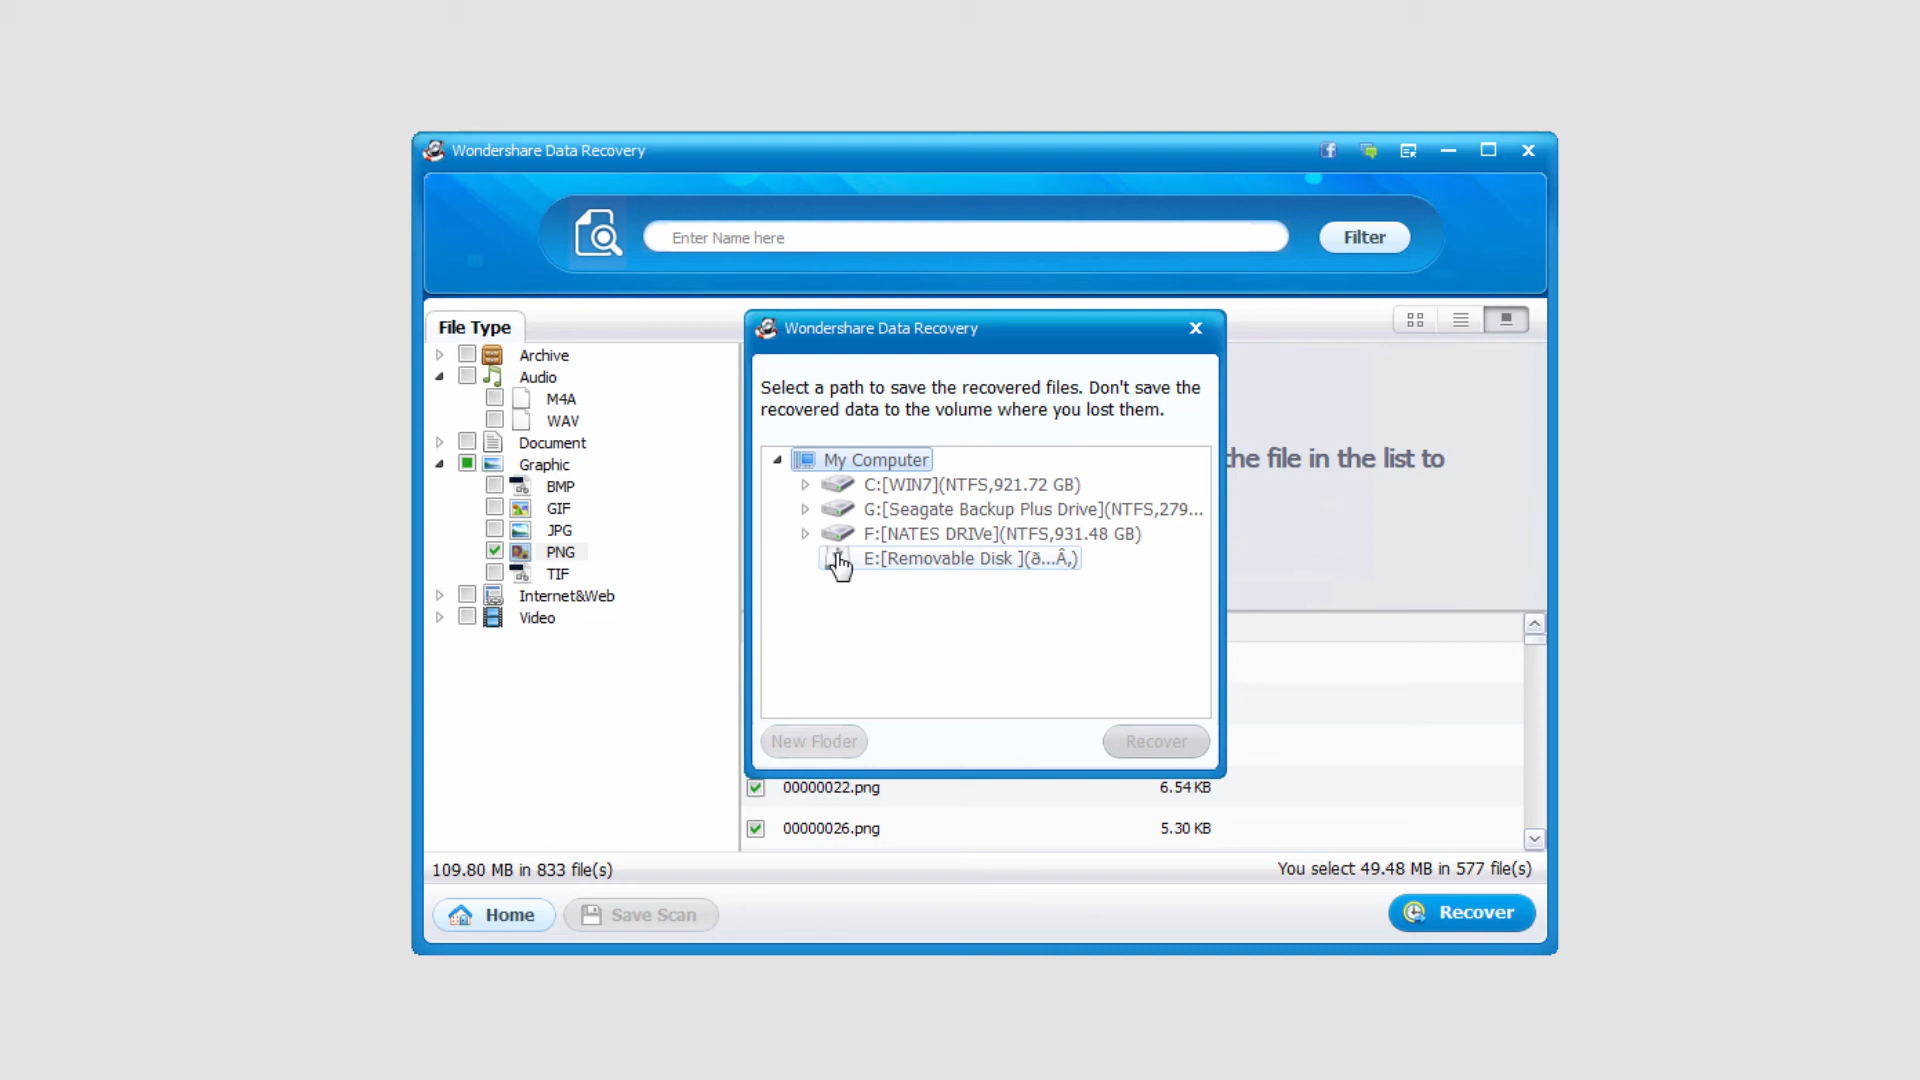 Wondershare Data Recovery
Enter Name here
Filter
File Type
Archive
Audio
M4A
WAV
Document
Graphic
BMP
GIF
JPG
PNG
TIF
Internet&Web
Video
Wondershare Data Recovery
Select a path to save the recovered files. Don't save the
recovered data to the volume where you lost them.
My Computer
C:[WIN7](NTFS,921.72 GB)
G:[Seagate Backup Plus Drive](NTFS,279...
F:[NATES DRIVe](NTFS,931.48 GB)
E:[Removable Disk ](ð...Â,)
New Floder
Recover
the file in the list to
00000022.png 6.54 KB
00000026.png 5.30 KB
109.80 MB in 833 file(s)
You select 49.48 MB in 577 file(s)
Home
Save Scan
Recover